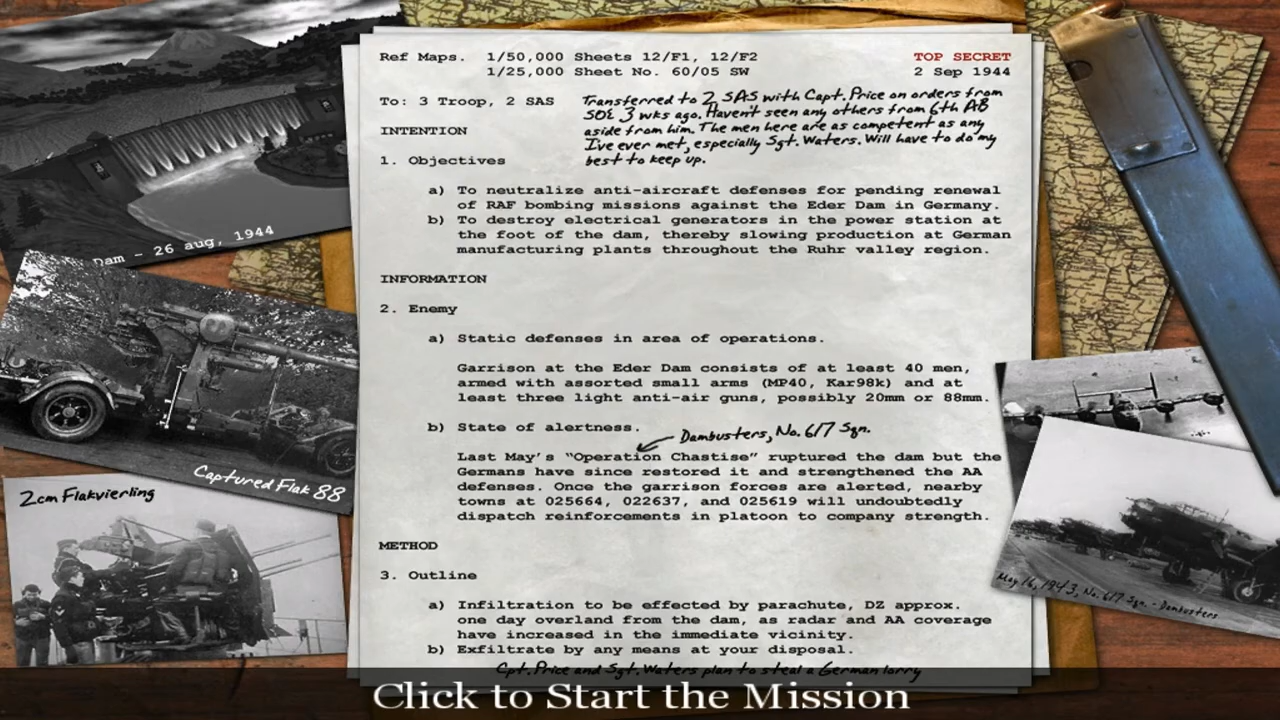 Ref Maps. 1/50,000 Sheets 12/F1, 12/F2
TOP SECRET
1/25,000 Sheet No. 60/05 SW
2 Sep 1944
To: 3 Troop, 2 SAS
Transferred to 2 SAS with Capt. Price on orders from
SOE 3 wks ago. Haven't seen any others from 6th AB
aside from him. The men here are as competent as any
I've ever met, especially Sgt. Waters. Will have to do my
best to keep up.
INTENTION
1. Objectives
a) To neutralize anti-aircraft defenses for pending renewal
of RAF bombing missions against the Eder Dam in Germany.
b) To destroy electrical generators in the power station at
the foot of the dam, thereby slowing production at German
manufacturing plants throughout the Ruhr valley region.
INFORMATION
2. Enemy
a) Static defenses in area of operations.
Garrison at the Eder Dam consists of at least 40 men,
armed with assorted small arms (MP40, Kar98k) and at
least three light anti-air guns, possibly 20mm or 88mm.
b) State of alertness.
Dambusters, No. 617 Sqn.
Last May's "Operation Chastise" ruptured the dam but the
Germans have since restored it and strengthened the AA
defenses. Once the garrison forces are alerted, nearby
towns at 025664, 022637, and 025619 will undoubtedly
dispatch reinforcements in platoon to company strength.
METHOD
3. Outline
a) Infiltration to be effected by parachute, DZ approx.
one day overland from the dam, as radar and AA coverage
have increased in the immediate vicinity.
b) Exfiltrate by any means at your disposal.
Cpt. Price and Sgt. Waters plan to steal a German lorry
Dam - 26 aug, 1944
Captured Flak 88
2cm Flakvierling
May 16, 1943, No. 617 Sqn. - Dambusters
Click to Start the Mission